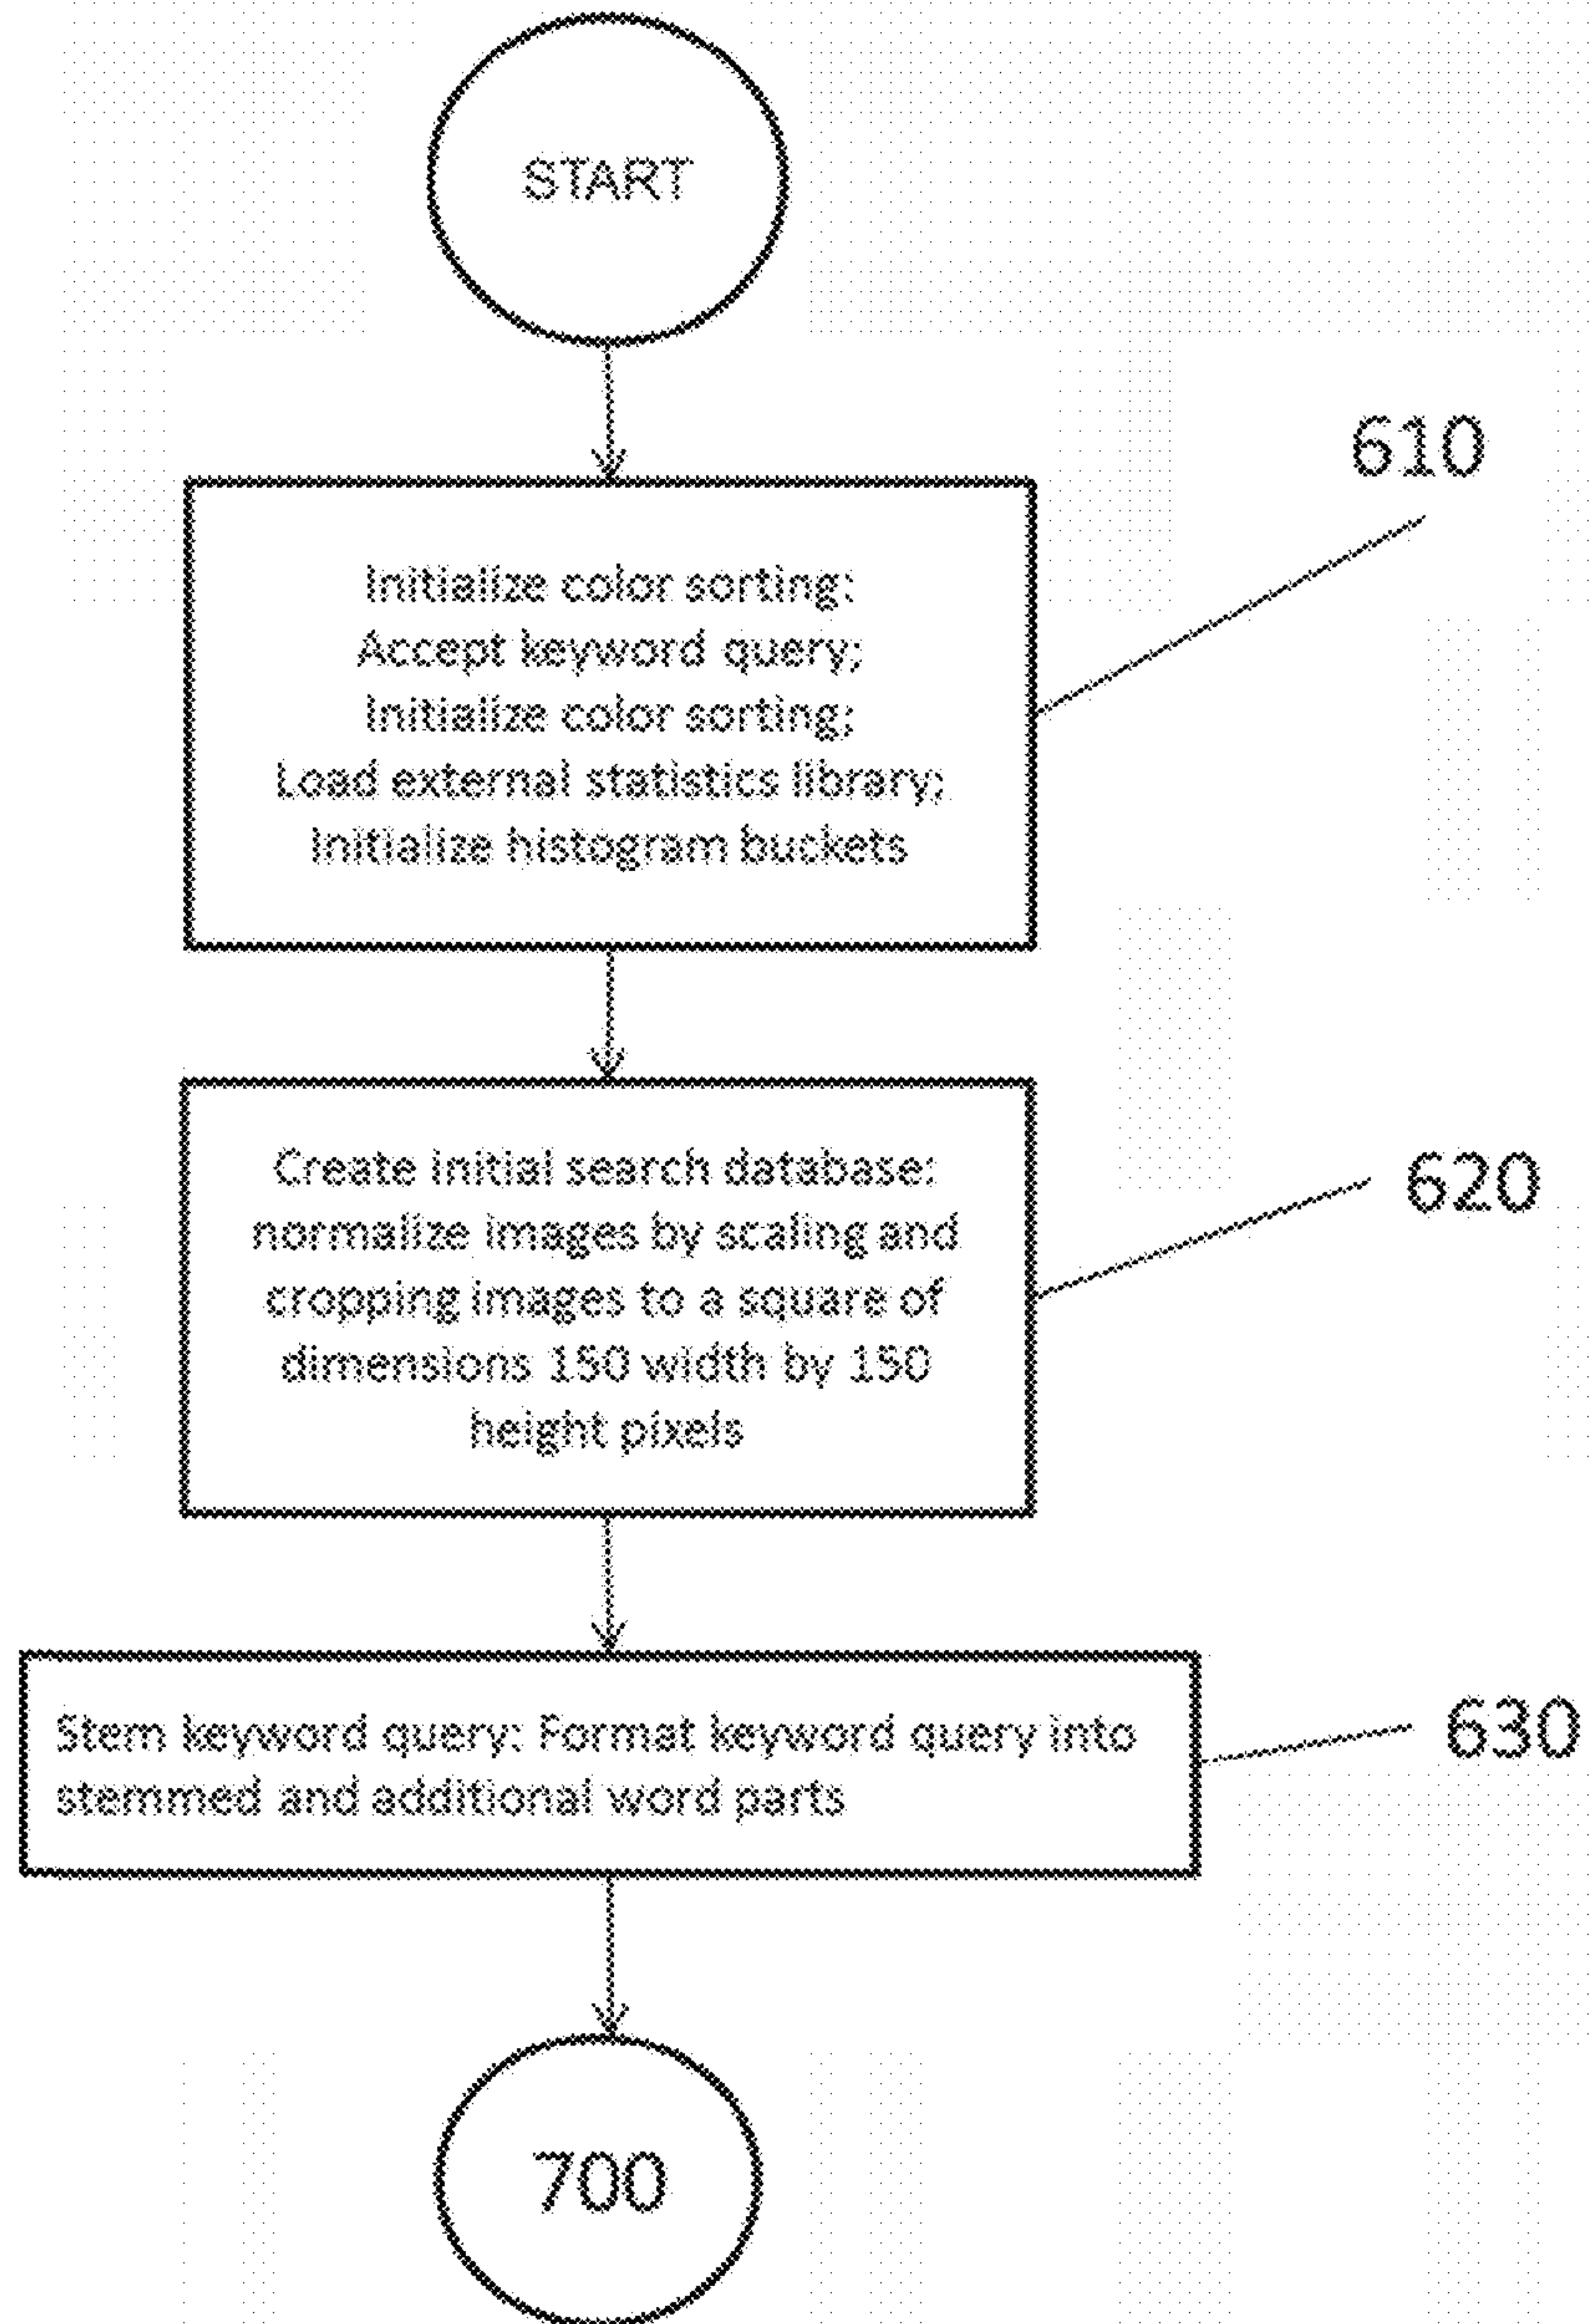 START
610
Initialize color sorting:
Accept keyword query;
Initialize color sorting;
Load external statistics library;
Initialize histogram buckets
620
Create initial search database:
normalize images by scaling and
cropping images to a square of
dimensions 150 width by 150
height pixels
630
Stem keyword query: Format keyword query into
stemmed and additional word parts
700